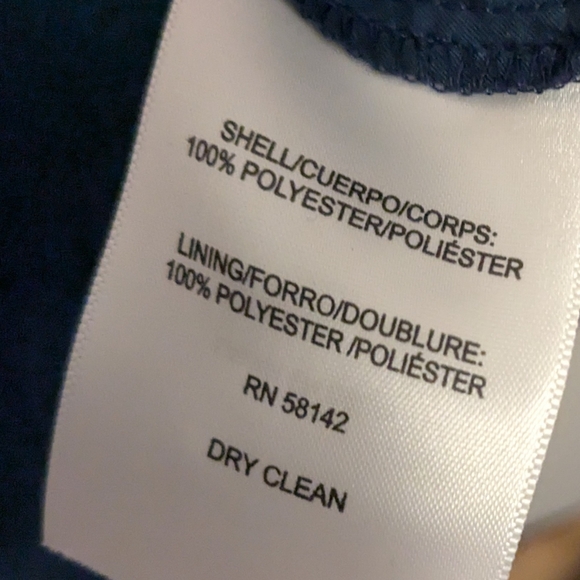 SHELL/CUERPO/CORPS:
100% POLYESTER/POLIÉSTER
LINING/FORRO/DOUBLURE:
100% POLYESTER /POLIÉSTER
RN 58142
DRY CLEAN